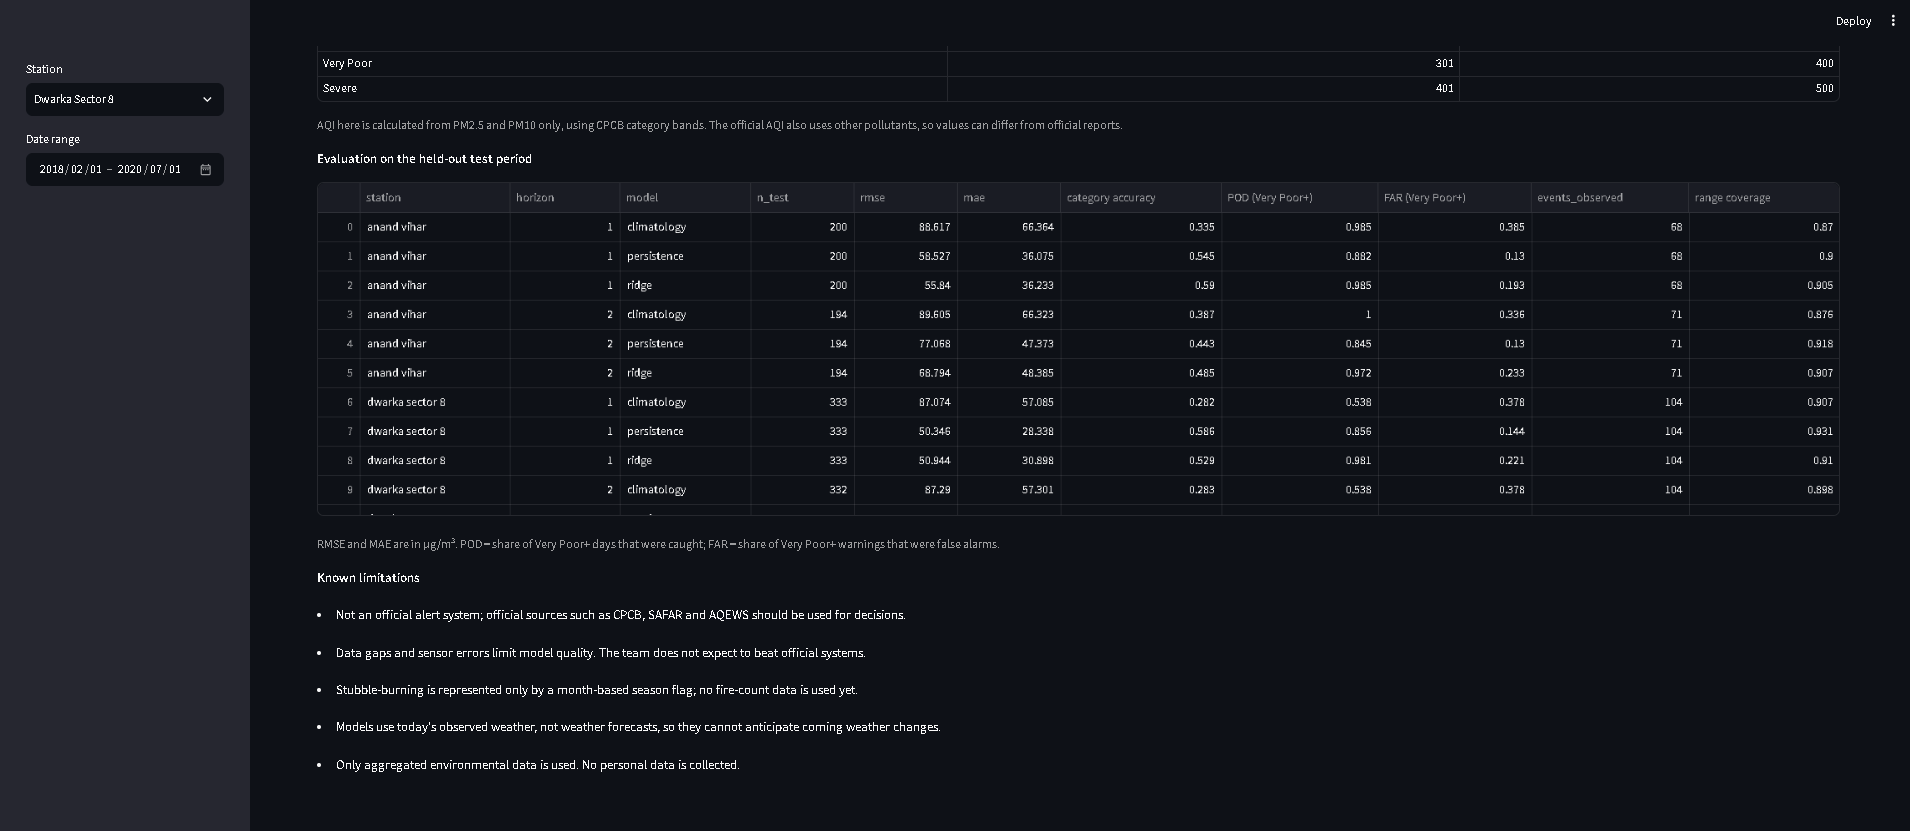 Deploy
Station
Dwarka Sector 8
Date range
2018/02/01 – 2020/07/01
Very Poor 301 400
Severe 401 500
AQI here is calculated from PM2.5 and PM10 only, using CPCB category bands. The official AQI also uses other pollutants, so values can differ from official reports.
Evaluation on the held-out test period
station horizon model n_test rmse mae category accuracy POD (Very Poor+) FAR (Very Poor+) events_observed range coverage
0 anand vihar 1 climatology 200 88.617 66.364 0.335 0.985 0.385 68 0.87
1 anand vihar 1 persistence 200 58.527 36.075 0.545 0.882 0.13 68 0.9
2 anand vihar 1 ridge 200 55.84 36.233 0.59 0.985 0.193 68 0.905
3 anand vihar 2 climatology 194 89.605 66.323 0.387 1 0.336 71 0.876
4 anand vihar 2 persistence 194 77.068 47.373 0.443 0.845 0.13 71 0.918
5 anand vihar 2 ridge 194 68.794 48.385 0.485 0.972 0.233 71 0.907
6 dwarka sector 8 1 climatology 333 87.074 57.085 0.282 0.538 0.378 104 0.907
7 dwarka sector 8 1 persistence 333 50.346 28.338 0.586 0.856 0.144 104 0.931
8 dwarka sector 8 1 ridge 333 50.944 30.898 0.529 0.981 0.221 104 0.91
9 dwarka sector 8 2 climatology 332 87.29 57.301 0.283 0.538 0.378 104 0.898
RMSE and MAE are in µg/m³. POD = share of Very Poor+ days that were caught; FAR = share of Very Poor+ warnings that were false alarms.
Known limitations
• Not an official alert system; official sources such as CPCB, SAFAR and AQEWS should be used for decisions.
• Data gaps and sensor errors limit model quality. The team does not expect to beat official systems.
• Stubble-burning is represented only by a month-based season flag; no fire-count data is used yet.
• Models use today's observed weather, not weather forecasts, so they cannot anticipate coming weather changes.
• Only aggregated environmental data is used. No personal data is collected.